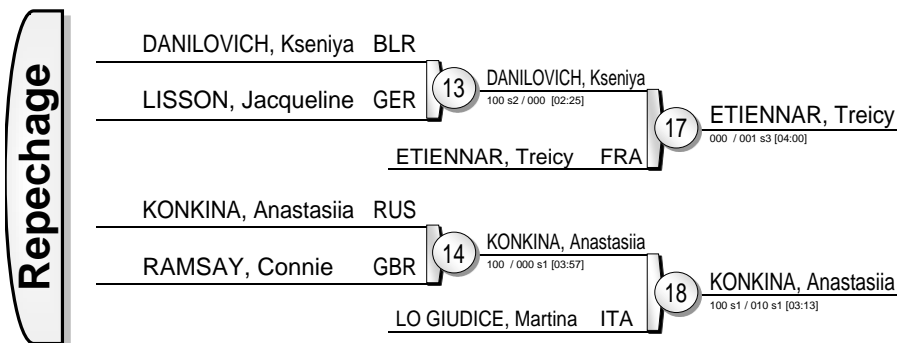 Repechage
DANILOVICH, Kseniya BLR
LISSON, Jacqueline GER
13
DANILOVICH, Kseniya
100 s2 / 000 [02:25]
ETIENNAR, Treicy FRA
17
ETIENNAR, Treicy
000 / 001 s3 [04:00]
KONKINA, Anastasiia RUS
RAMSAY, Connie GBR
14
KONKINA, Anastasiia
100 / 000 s1 [03:57]
LO GIUDICE, Martina ITA
18
KONKINA, Anastasiia
100 s1 / 010 s1 [03:13]